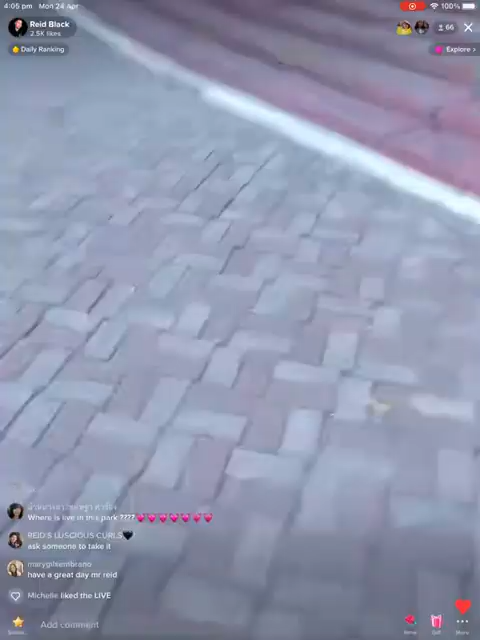 4:05 pm Mon 24 Apr
100%
Reid Black
2.5K likes
66
Daily Ranking
Explore
Where is live in this park ????💕💕💕💕💕💕💕
REID'S LUSCIOUS CURLS🖤
ask someone to take it
marygilsembrano
have a great day mr reid
Michelle liked the LIVE
Add comment
Gift
More